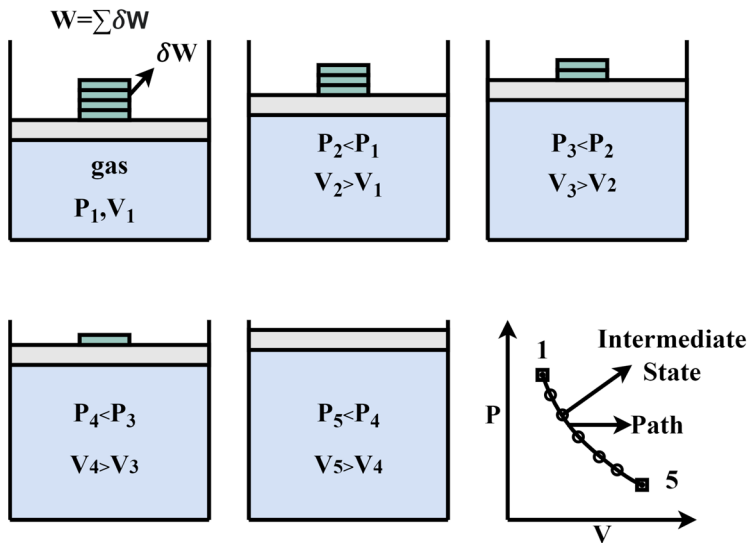 W=∑δW
δW
gas
P₁,V₁
P₂<P₁
V₂>V₁
P₃<P₂
V₃>V₂
P₄<P₃
V₄>V₃
P₅<P₄
V₅>V₄
1
Intermediate
State
P
Path
5
V